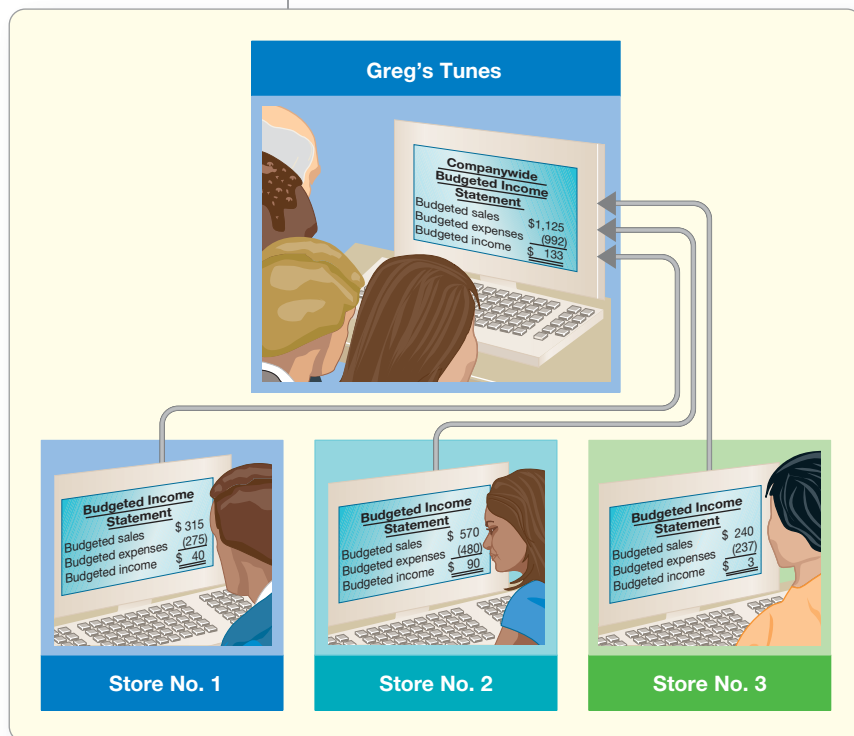 Greg's Tunes
Companywide
Budgeted Income
Statement
Budgeted sales $1,125
Budgeted expenses (992)
Budgeted income $ 133
Budgeted Income
Statement
Budgeted sales $ 315
Budgeted expenses (275)
Budgeted income $ 40
Store No. 1
Budgeted Income
Statement
Budgeted sales $ 570
Budgeted expenses (480)
Budgeted income $ 90
Store No. 2
Budgeted Income
Statement
Budgeted sales $ 240
Budgeted expenses (237)
Budgeted income $ 3
Store No. 3